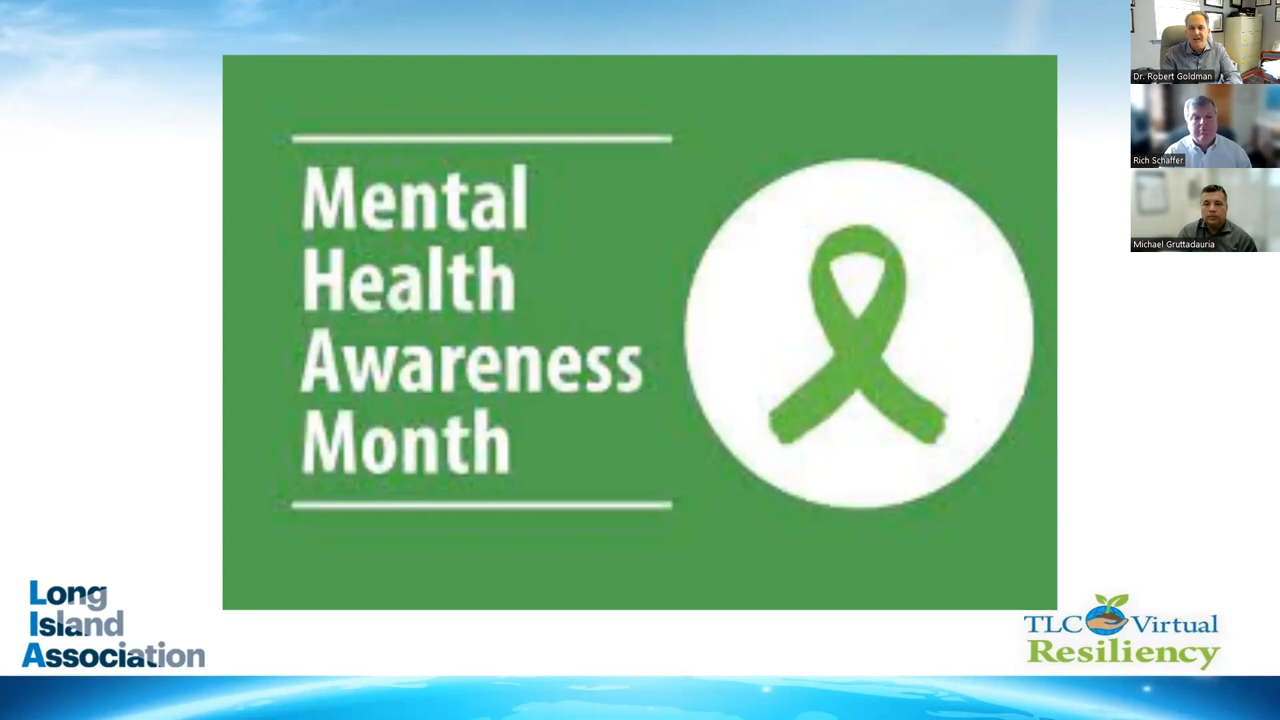 Mental
Health
Awareness
Month
Dr. Robert Goldman
Rich Schaffer
Michael Gruttadauria
Long
Island
Association
TLC Virtual
Resiliency